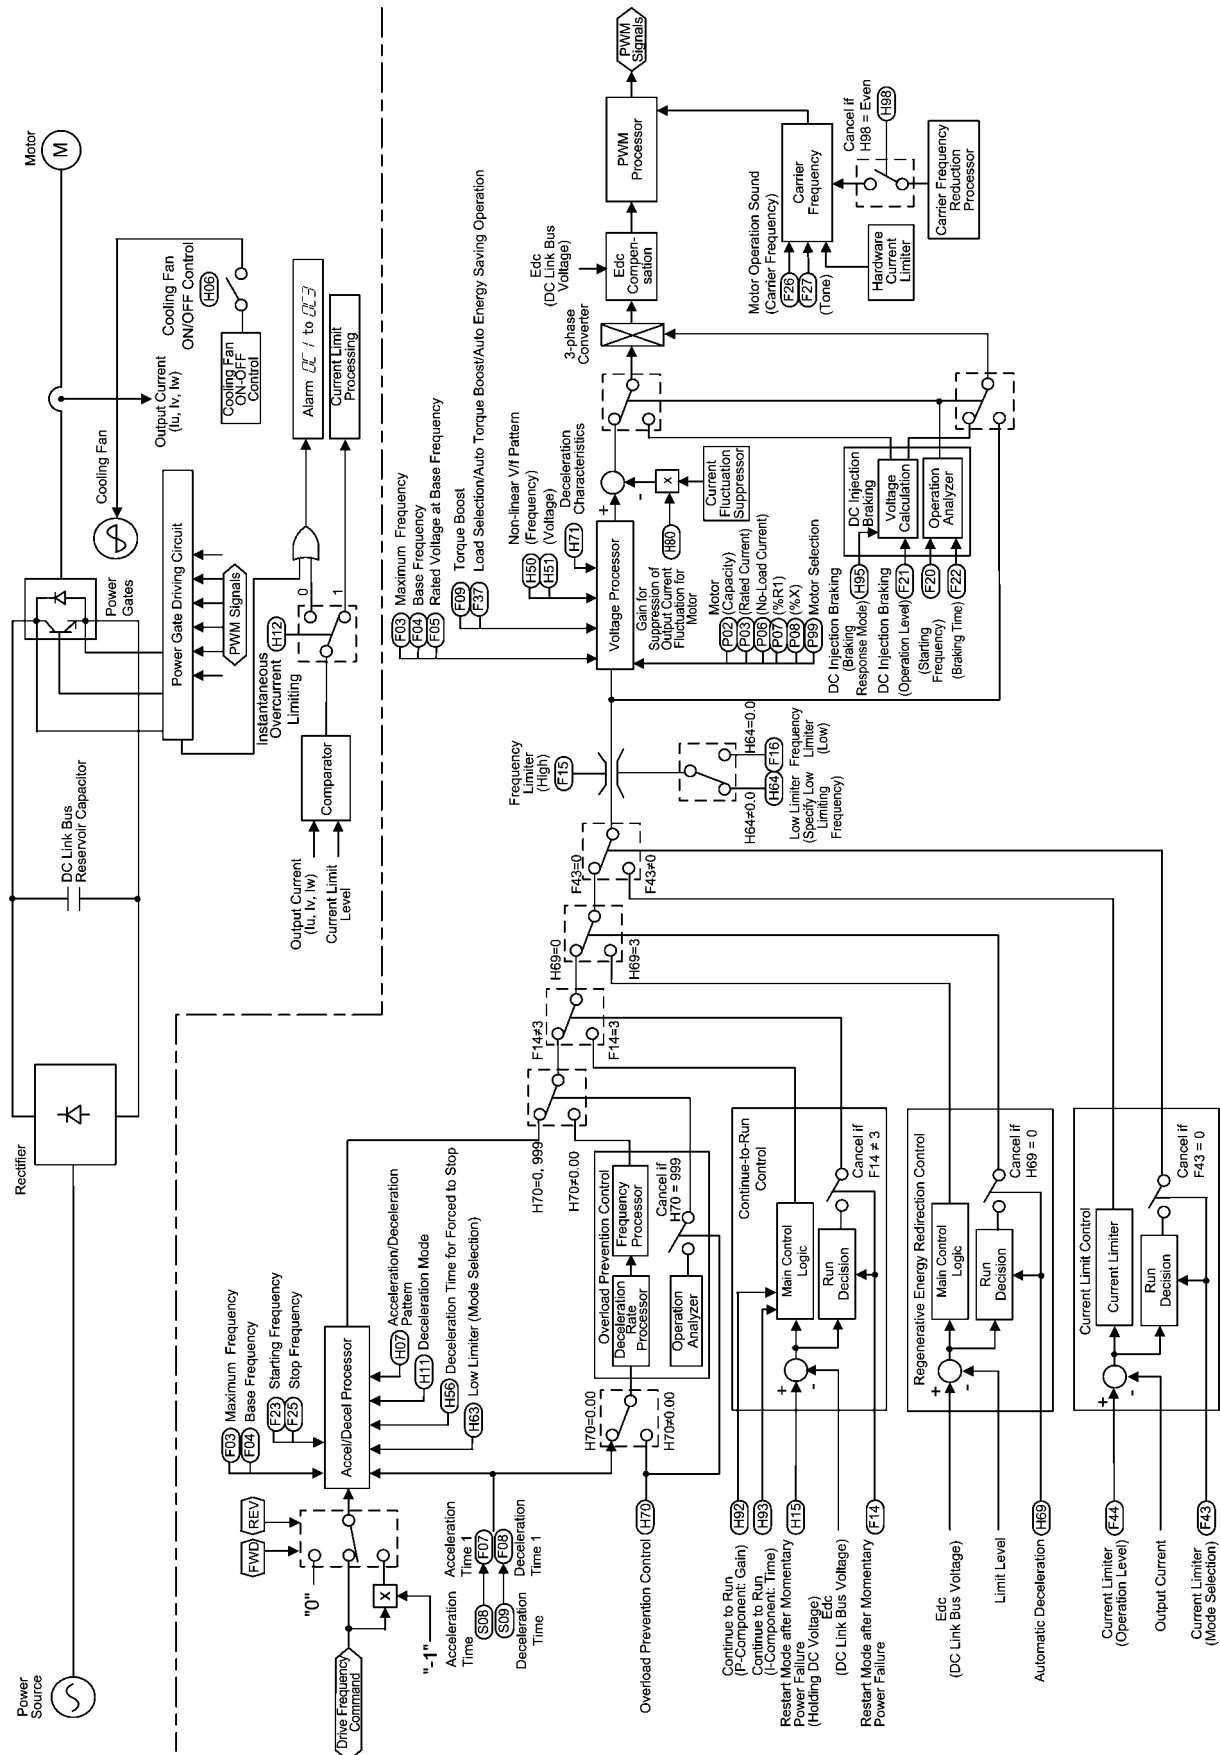 Power
Source
Rectifier
DC Link Bus
Reservoir Capacitor
Power
Gates
Cooling Fan
Motor
M
Power Gate Driving Circuit
PWM Signals
Output Current
(Iu, Iv, Iw)
Cooling Fan
ON/OFF Control
H06
Cooling Fan
ON-OFF
Control
Instantaneous
Overcurrent
Limiting
H12
0
1
Alarm OC1 to OC3
Current Limit
Processing
Output Current
(Iu, Iv, Iw)
Current Limit
Level
Comparator
Drive Frequency
Command
"0"
"-1"
x
FWD
REV
F03
Maximum Frequency
F04
Base Frequency
F23
Starting Frequency
F25
Stop Frequency
Accel/Decel Processor
H07
Acceleration/Deceleration
Pattern
H11
Deceleration Mode
H56
Deceleration Time for Forced to Stop
H63
Low Limiter (Mode Selection)
Acceleration
Time
Acceleration
Time 1
S08
F07
S09
F08
Deceleration
Time
Deceleration
Time 1
Overload Prevention Control
H70
H70=0.00
H70≠0.00
Overload Prevention Control
Deceleration
Rate
Processor
Frequency
Processor
Operation
Analyzer
Cancel if
H70 = 999
H70=0, 999
H70≠0.00
Continue to Run
(P-Component: Gain)
H92
Continue to Run
(I-Component: Time)
H93
Restart Mode after Momentary
Power Failure
(Holding DC Voltage)
H15
Edc
(DC Link Bus Voltage)
Restart Mode after Momentary
Power Failure
F14
Continue-to-Run
Control
Main Control
Logic
Run
Decision
Cancel if
F14 ≠ 3
+
-
F14≠3
F14=3
Edc
(DC Link Bus Voltage)
Limit Level
Automatic Deceleration
H69
Regenerative Energy Redirection Control
Main Control
Logic
Run
Decision
Cancel if
H69 = 0
+
-
H69=0
H69=3
Current Limiter
(Operation Level)
F44
Output Current
Current Limiter
(Mode Selection)
F43
Current Limit Control
Current Limiter
Run
Decision
Cancel if
F43 = 0
+
-
F43=0
F43≠0
Frequency
Limiter
(High)
F15
H64≠0.0
H64=0.0
H64
F16
Low Limiter
(Specify Low
Limiting
Frequency)
Frequency
Limiter
(Low)
F03
Maximum Frequency
F04
Base Frequency
F05
Rated Voltage at Base Frequency
F09
Torque Boost
F37
Load Selection/Auto Torque Boost/Auto Energy Saving Operation
H50
H51
Non-linear V/f Pattern
(Frequency)
(Voltage)
H71
Deceleration
Characteristics
Voltage Processor
+
-
Gain for
Suppression of
Output Current
Fluctuation for
Motor
H80
x
Current
Fluctuation
Suppressor
Motor
P02
(Capacity)
P03
(Rated Current)
P06
(No-Load Current)
P07
(%R1)
P08
(%X)
P99
Motor Selection
DC Injection Braking
(Braking
Response Mode)
H95
DC Injection Braking
(Operation Level)
F21
(Starting
Frequency)
F20
(Braking Time)
F22
DC Injection
Braking
Voltage
Calculation
Operation
Analyzer
3-phase
Converter
Edc
(DC Link Bus
Voltage)
Edc
Compen-
sation
PWM
Processor
PWM
Signals
Motor Operation Sound
(Carrier Frequency)
F26
F27
(Tone)
Carrier
Frequency
Hardware
Current
Limiter
Cancel if
H98 = Even
H98
Carrier Frequency
Reduction
Processor